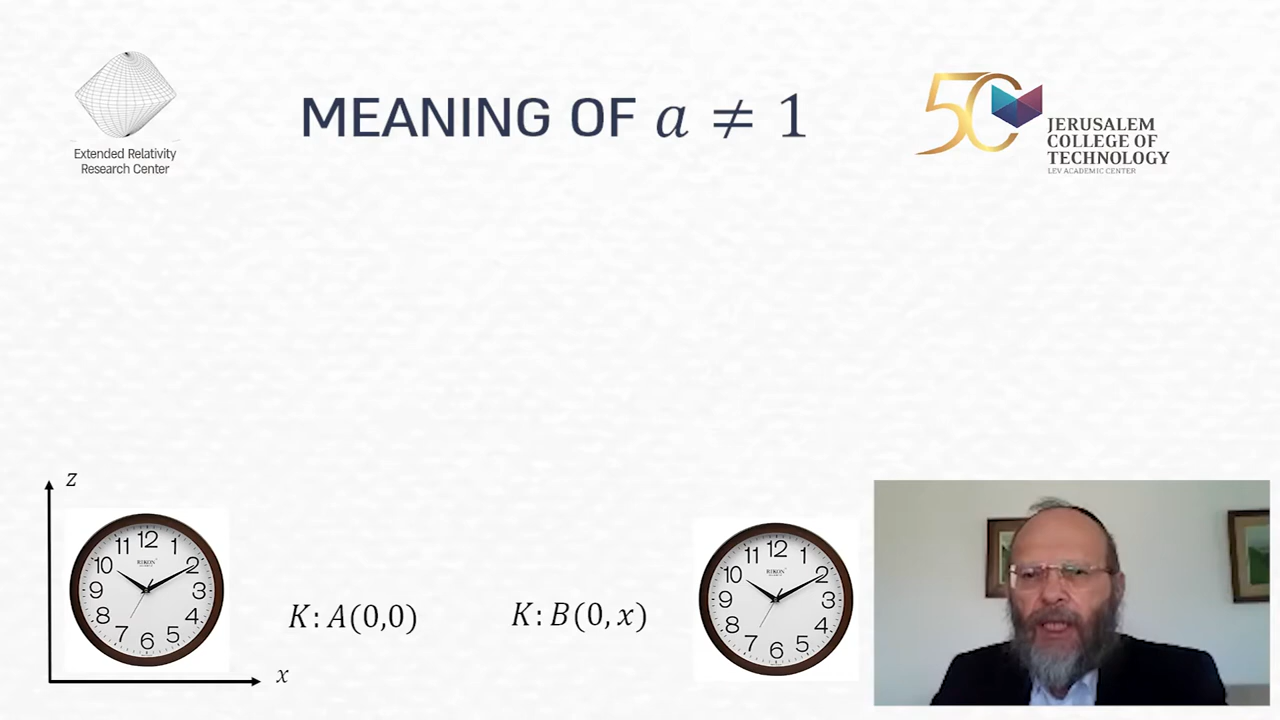 Extended Relativity
Research Center
MEANING OF a ≠ 1
50
JERUSALEM
COLLEGE OF
TECHNOLOGY
LEV ACADEMIC CENTER
z
12
11 1
10 2
9 3
8 4
7 5
6
RIKON
K: A(0,0)
K: B(0, x)
12
11 1
10 2
9 3
8 4
7 5
6
RIKON
x